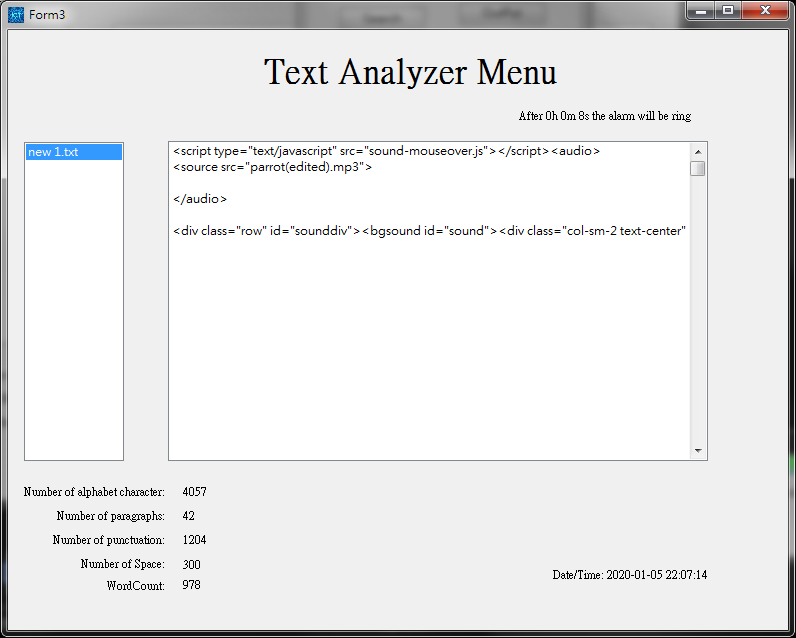 Form3
Text Analyzer Menu
After 0h 0m 8s the alarm will be ring
new 1.txt
<script type="text/javascript" src="sound-mouseover.js"></script><audio>
<source src="parrot(edited).mp3">
</audio>
<div class="row" id="sounddiv"><bgsound id="sound"><div class="col-sm-2 text-center"
Number of alphabet character: 4057
Number of paragraphs: 42
Number of punctuation: 1204
Number of Space: 300
WordCount: 978
Date/Time: 2020-01-05 22:07:14